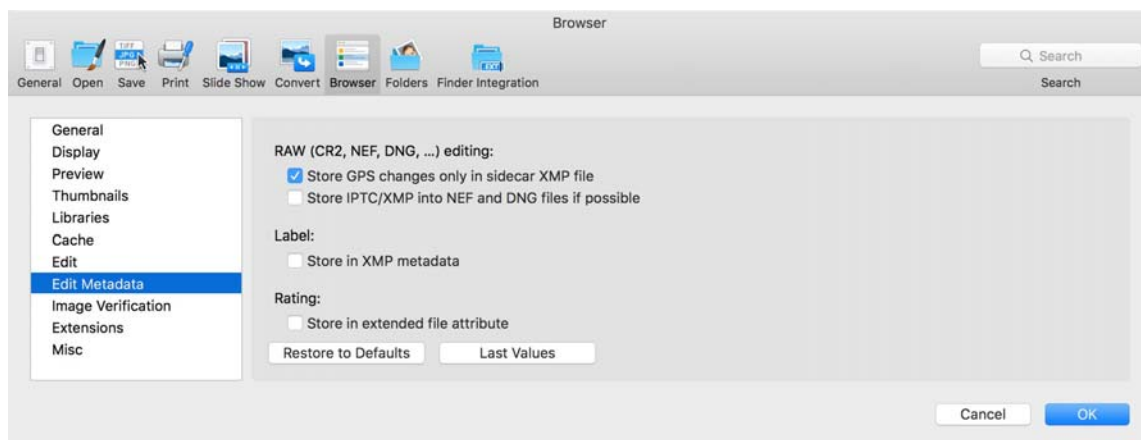 Browser
General Open Save Print Slide Show Convert Browser Folders Finder Integration
Search
Search
TIFF
JPG
PNG
General
Display
Preview
Thumbnails
Libraries
Cache
Edit
Edit Metadata
Image Verification
Extensions
Misc
RAW (CR2, NEF, DNG, ...) editing:
Store GPS changes only in sidecar XMP file
Store IPTC/XMP into NEF and DNG files if possible
Label:
Store in XMP metadata
Rating:
Store in extended file attribute
Restore to Defaults Last Values
Cancel OK